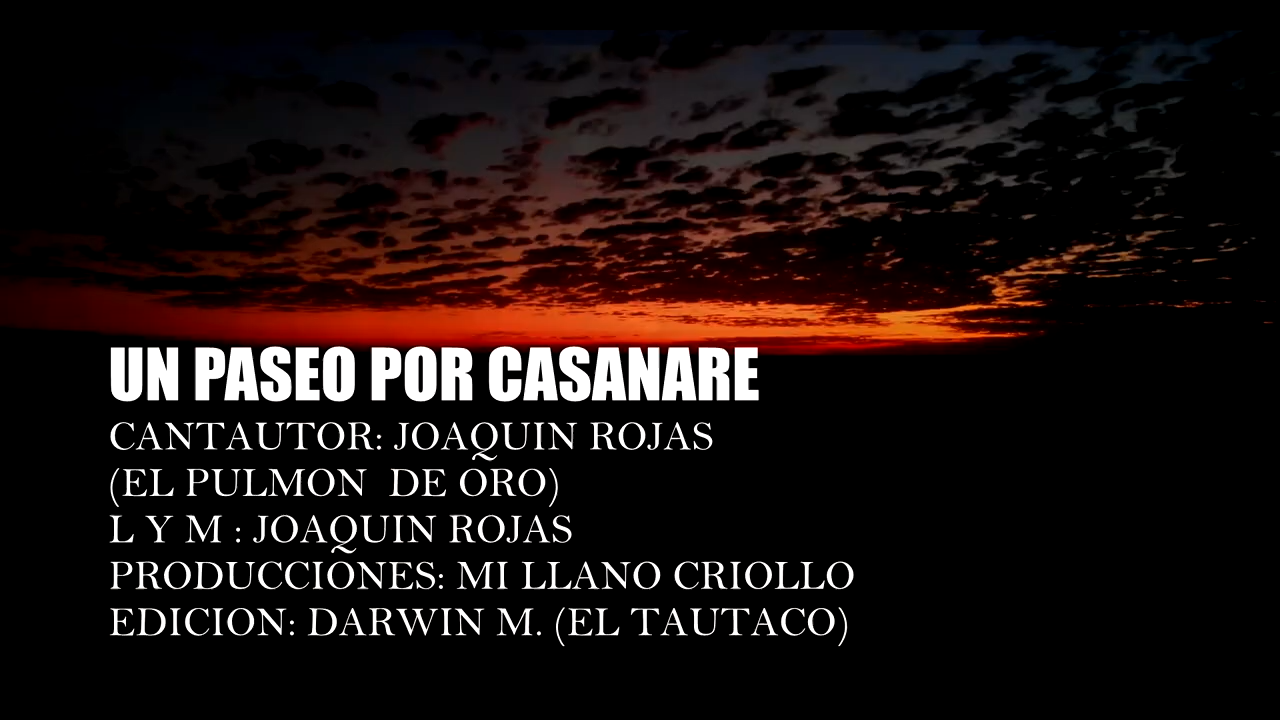 UN PASEO POR CASANARE
CANTAUTOR: JOAQUIN ROJAS
(EL PULMON DE ORO)
L Y M : JOAQUIN ROJAS
PRODUCCIONES: MI LLANO CRIOLLO
EDICION: DARWIN M. (EL TAUTACO)